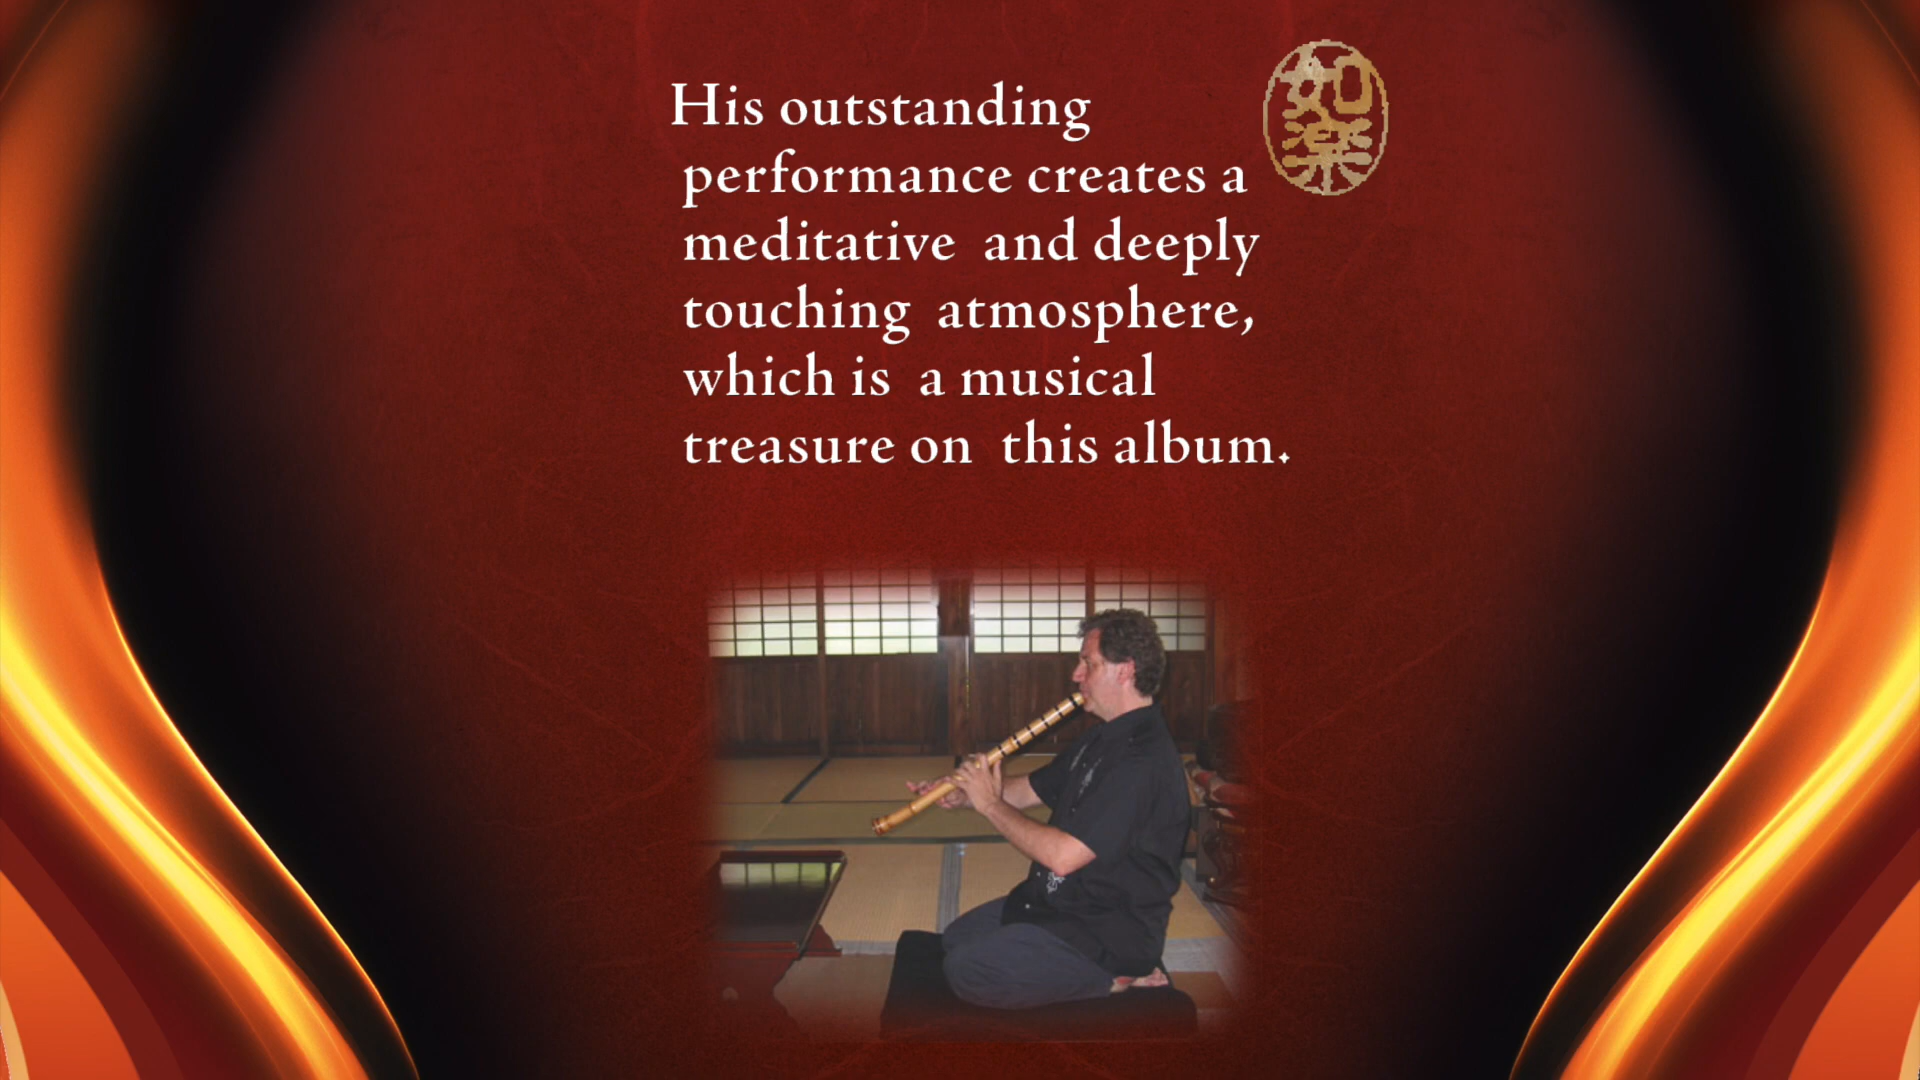 His outstanding
performance creates a
meditative and deeply
touching atmosphere,
which is a musical
treasure on this album.
如
楽